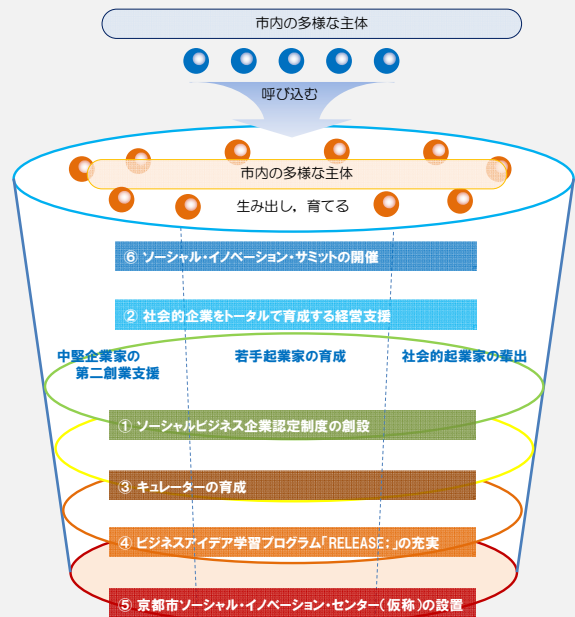 市内の多様な主体
呼び込む
市内の多様な主体
生み出し，育てる
⑥ ソーシャル・イノベーション・サミットの開催
② 社会的企業をトータルで育成する経営支援
中堅企業家の
第二創業支援
若手起業家の育成
社会的起業家の輩出
① ソーシャルビジネス企業認定制度の創設
③ キュレーターの育成
④ ビジネスアイデア学習プログラム「RELEASE；」の充実
⑤ 京都市ソーシャル・イノベーション・センター（仮称）の設置